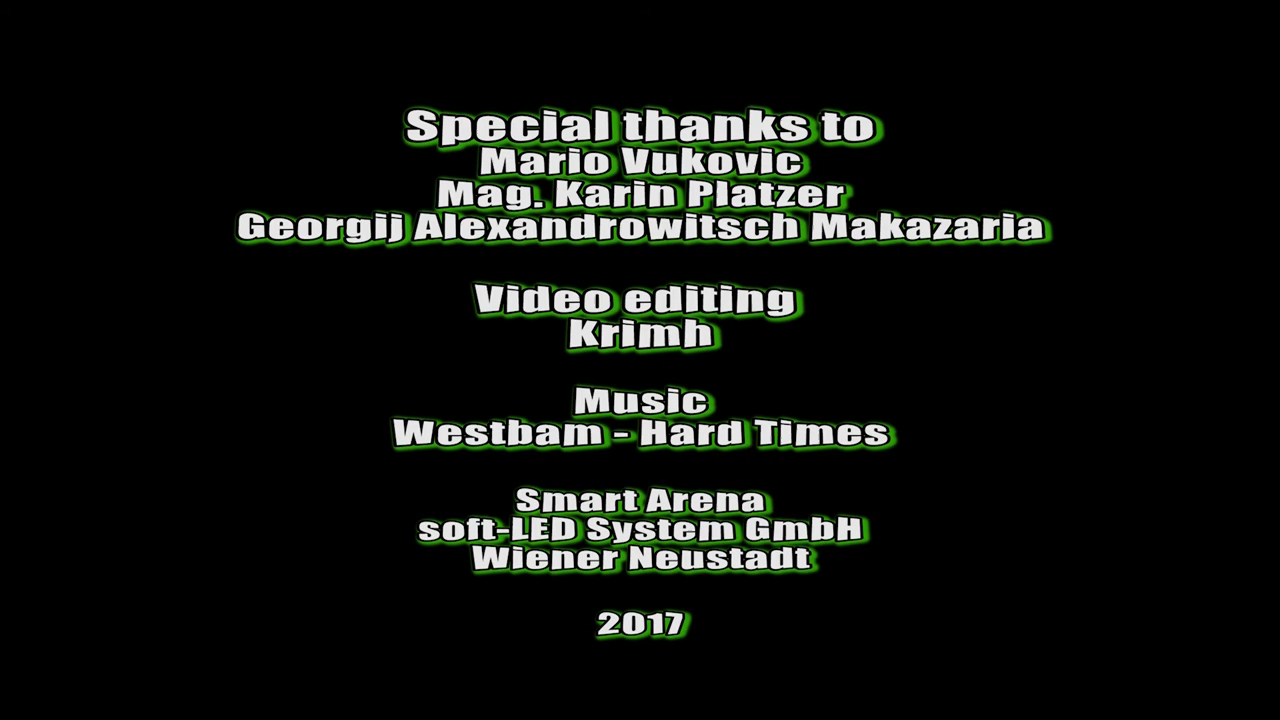 Special thanks to
Mario Vukovic
Mag. Karin Platzer
Georgij Alexandrowitsch Makazaria
Video editing
Krimh
Music
Westbam - Hard Times
Smart Arena
soft-LED System GmbH
Wiener Neustadt
2017